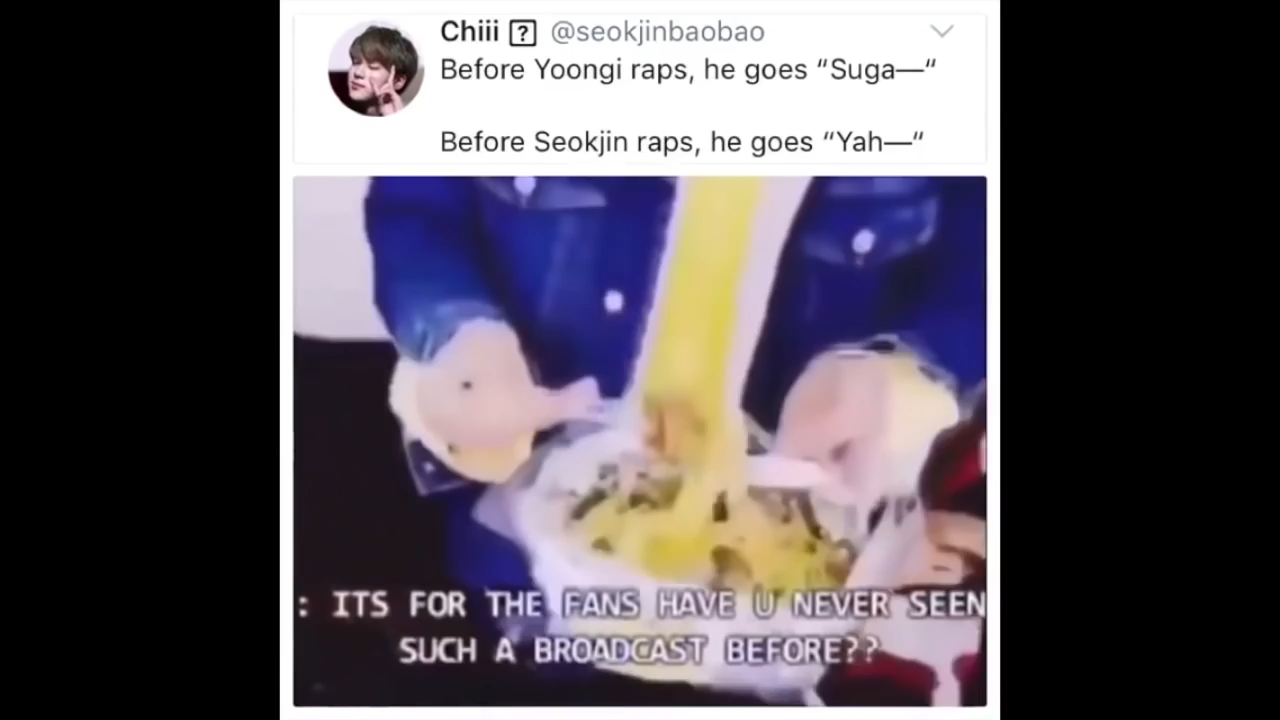 Chiii @seokjinbaobao
Before Yoongi raps, he goes “Suga—“
Before Seokjin raps, he goes “Yah—“
: ITS FOR THE FANS HAVE U NEVER SEEN
SUCH A BROADCAST BEFORE??